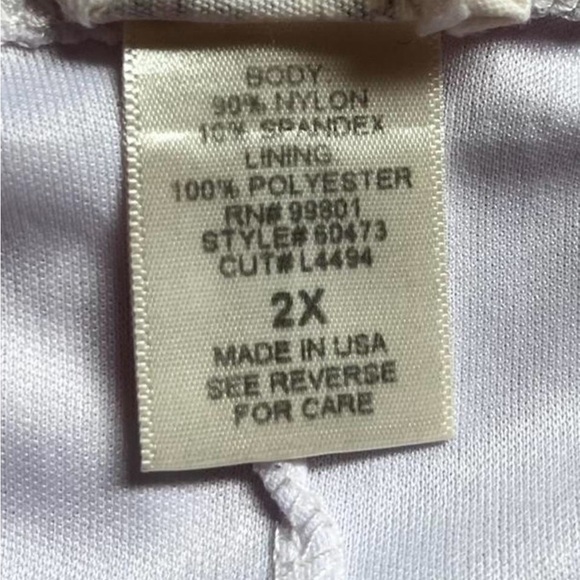 BODY:
90% NYLON
10% SPANDEX
LINING:
100% POLYESTER
RN# 99801
STYLE# 60473
CUT# L4494
2X
MADE IN USA
SEE REVERSE
FOR CARE